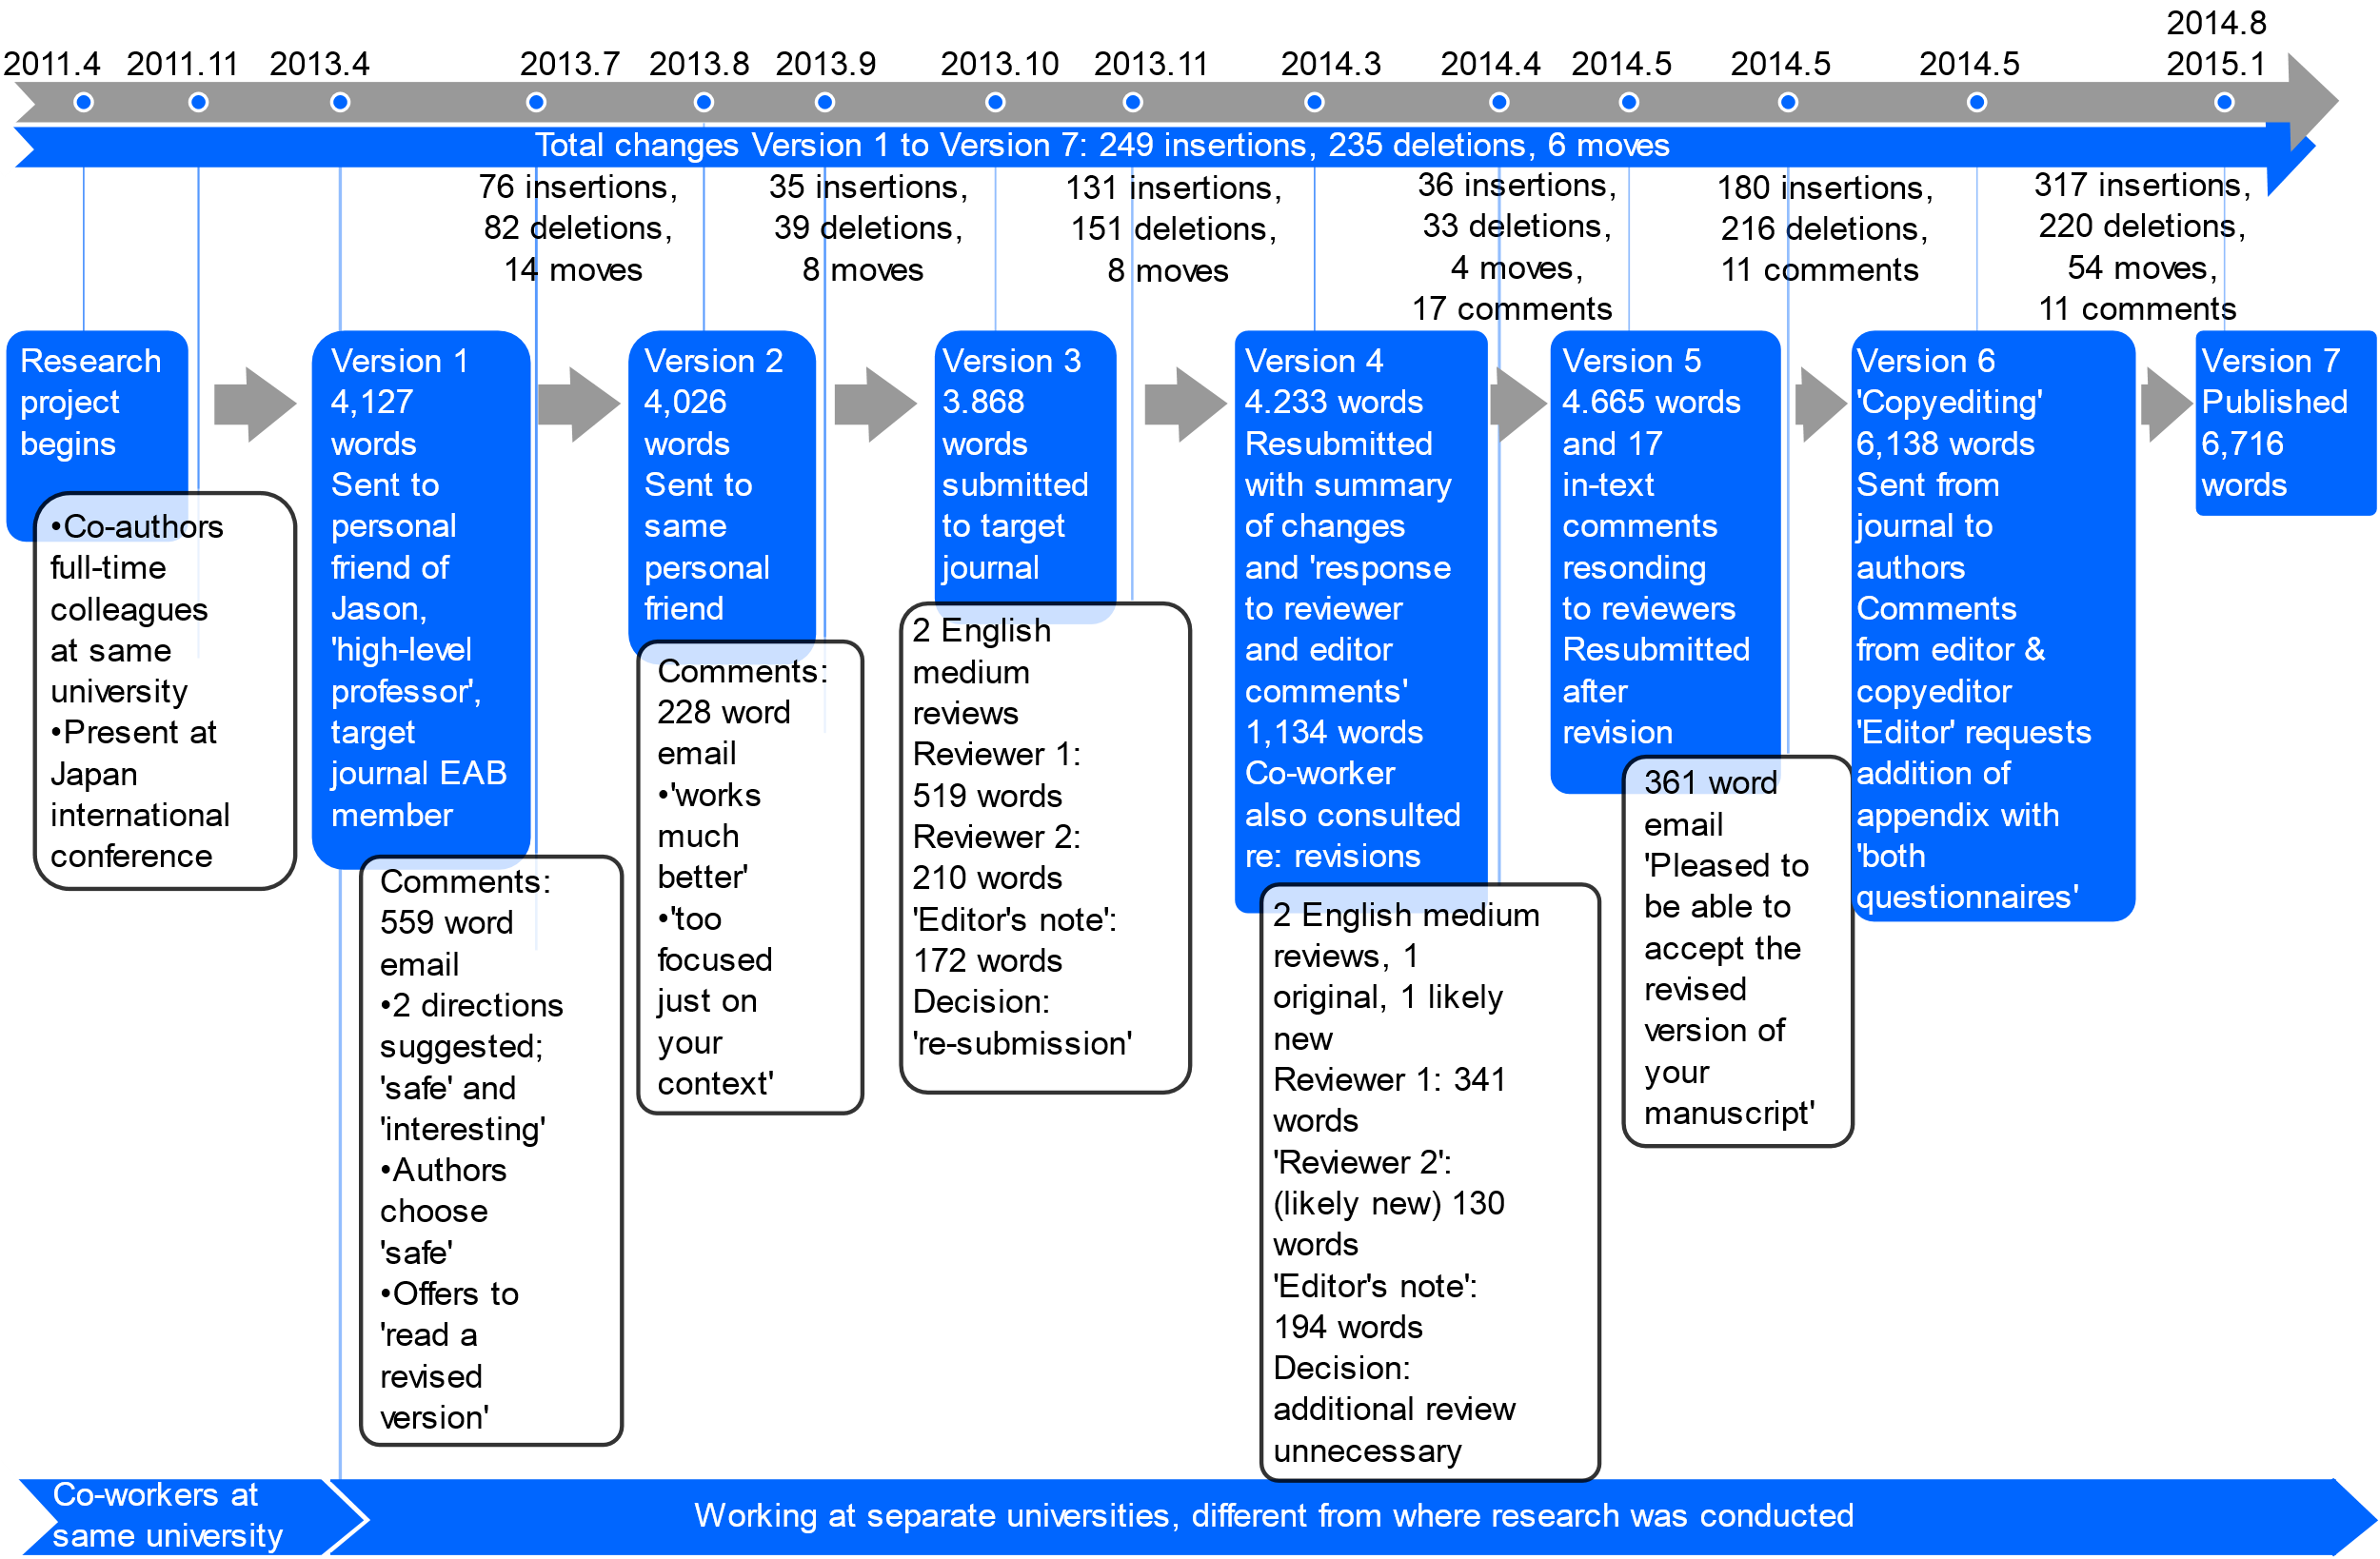 2014.8
2011.4 2011.11 2013.4 2013.7 2013.8 2013.9 2013.10 2013.11 2014.3 2014.4 2014.5 2014.5 2014.5 2015.1
Total changes Version 1 to Version 7: 249 insertions, 235 deletions, 6 moves
76 insertions,
82 deletions,
14 moves
35 insertions,
39 deletions,
8 moves
131 insertions,
151 deletions,
8 moves
36 insertions,
33 deletions,
4 moves,
17 comments
180 insertions,
216 deletions,
11 comments
317 insertions,
220 deletions,
54 moves,
11 comments
Research
project
begins
•Co-authors
full-time
colleagues
at same
university
•Present at
Japan
international
conference
Version 1
4,127
words
Sent to
personal
friend of
Jason,
'high-level
professor',
target
journal EAB
member
Comments:
559 word
email
•2 directions
suggested;
'safe' and
'interesting'
•Authors
choose
'safe'
•Offers to
'read a
revised
version'
Version 2
4,026
words
Sent to
same
personal
friend
Comments:
228 word
email
•'works
much
better'
•'too
focused
just on
your
context'
Version 3
3.868
words
submitted
to target
journal
2 English
medium
reviews
Reviewer 1:
519 words
Reviewer 2:
210 words
'Editor's note':
172 words
Decision:
're-submission'
Version 4
4.233 words
Resubmitted
with summary
of changes
and 'response
to reviewer
and editor
comments'
1,134 words
Co-worker
also consulted
re: revisions
2 English medium
reviews, 1
original, 1 likely
new
Reviewer 1: 341
words
'Reviewer 2':
(likely new) 130
words
'Editor's note':
194 words
Decision:
additional review
unnecessary
Version 5
4.665 words
and 17
in-text
comments
resonding
to reviewers
Resubmitted
after
revision
361 word
email
'Pleased to
be able to
accept the
revised
version of
your
manuscript'
Version 6
'Copyediting'
6,138 words
Sent from
journal to
authors
Comments
from editor &
copyeditor
'Editor' requests
addition of
appendix with
'both
questionnaires'
Version 7
Published
6,716
words
Co-workers at
same university
Working at separate universities, different from where research was conducted